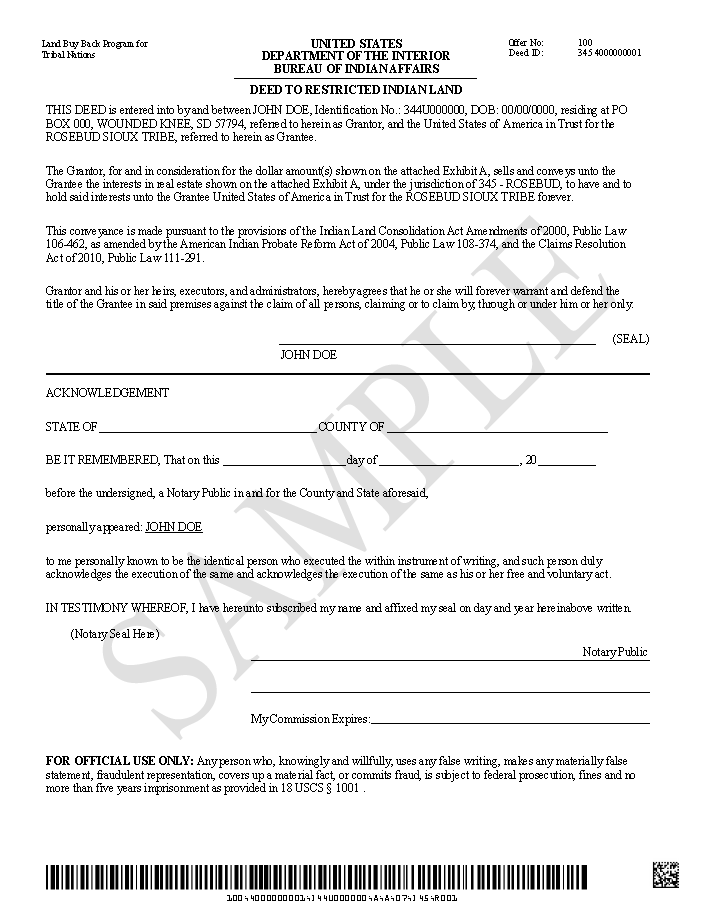 Land Buy Back Program for
Tribal Nations
UNITED STATES
DEPARTMENT OF THE INTERIOR
BUREAU OF INDIAN AFFAIRS
Offer No: 100
Deed ID: 3454000000001
DEED TO RESTRICTED INDIAN LAND
THIS DEED is entered into by and between JOHN DOE, Identification No.: 344U000000, DOB: 00/00/0000, residing at PO
BOX 000, WOUNDED KNEE, SD 57794, referred to herein as Grantor, and the United States of America in Trust for the
ROSEBUD SIOUX TRIBE, referred to herein as Grantee.
The Grantor, for and in consideration for the dollar amount(s) shown on the attached Exhibit A, sells and conveys unto the
Grantee the interests in real estate shown on the attached Exhibit A, under the jurisdiction of 345 - ROSEBUD, to have and to
hold said interests unto the Grantee United States of America in Trust for the ROSEBUD SIOUX TRIBE forever.
This conveyance is made pursuant to the provisions of the Indian Land Consolidation Act Amendments of 2000, Public Law
106-462, as amended by the American Indian Probate Reform Act of 2004, Public Law 108-374, and the Claims Resolution
Act of 2010, Public Law 111-291.
Grantor and his or her heirs, executors, and administrators, hereby agrees that he or she will forever warrant and defend the
title of the Grantee in said premises against the claim of all persons, claiming or to claim by, through or under him or her only.
(SEAL)
JOHN DOE
ACKNOWLEDGEMENT
STATE OF COUNTY OF
BE IT REMEMBERED, That on this day of , 20
before the undersigned, a Notary Public in and for the County and State aforesaid,
personally appeared: JOHN DOE
to me personally known to be the identical person who executed the within instrument of writing, and such person duly
acknowledges the execution of the same and acknowledges the execution of the same as his or her free and voluntary act.
IN TESTIMONY WHEREOF, I have hereunto subscribed my name and affixed my seal on day and year hereinabove written.
(Notary Seal Here)
Notary Public
My Commission Expires:
FOR OFFICIAL USE ONLY: Any person who, knowingly and willfully, uses any false writing, makes any materially false
statement, fraudulent representation, covers up a material fact, or commits fraud, is subject to federal prosecution, fines and no
more than five years imprisonment as provided in 18 USCS § 1001 .
SAMPLE